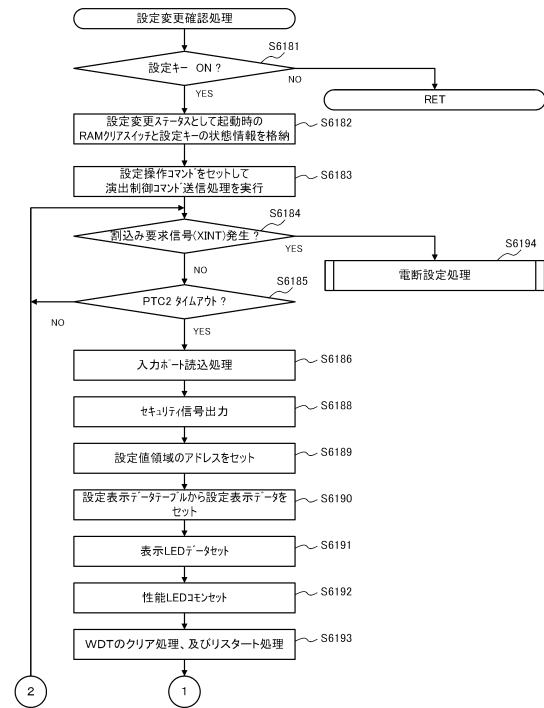 設定変更確認処理
S6181
設定キー ON ?
NO
YES
RET
設定変更ステータスとして起動時の
RAMクリアスイッチと設定キーの状態情報を格納
S6182
設定操作コマンドをセットして
演出制御コマンド送信処理を実行
S6183
S6184
割込み要求信号(XINT)発生 ?
YES
S6194
NO
電断設定処理
S6185
PTC2 タイムアウト ?
NO
YES
入力ポート読込処理
S6186
セキュリティ信号出力
S6188
設定値領域のアドレスをセット
S6189
設定表示データテーブルから設定表示データを
セット
S6190
表示LEDデータセット
S6191
性能LEDコモンセット
S6192
WDTのクリア処理、及びリスタート処理
S6193
2
1